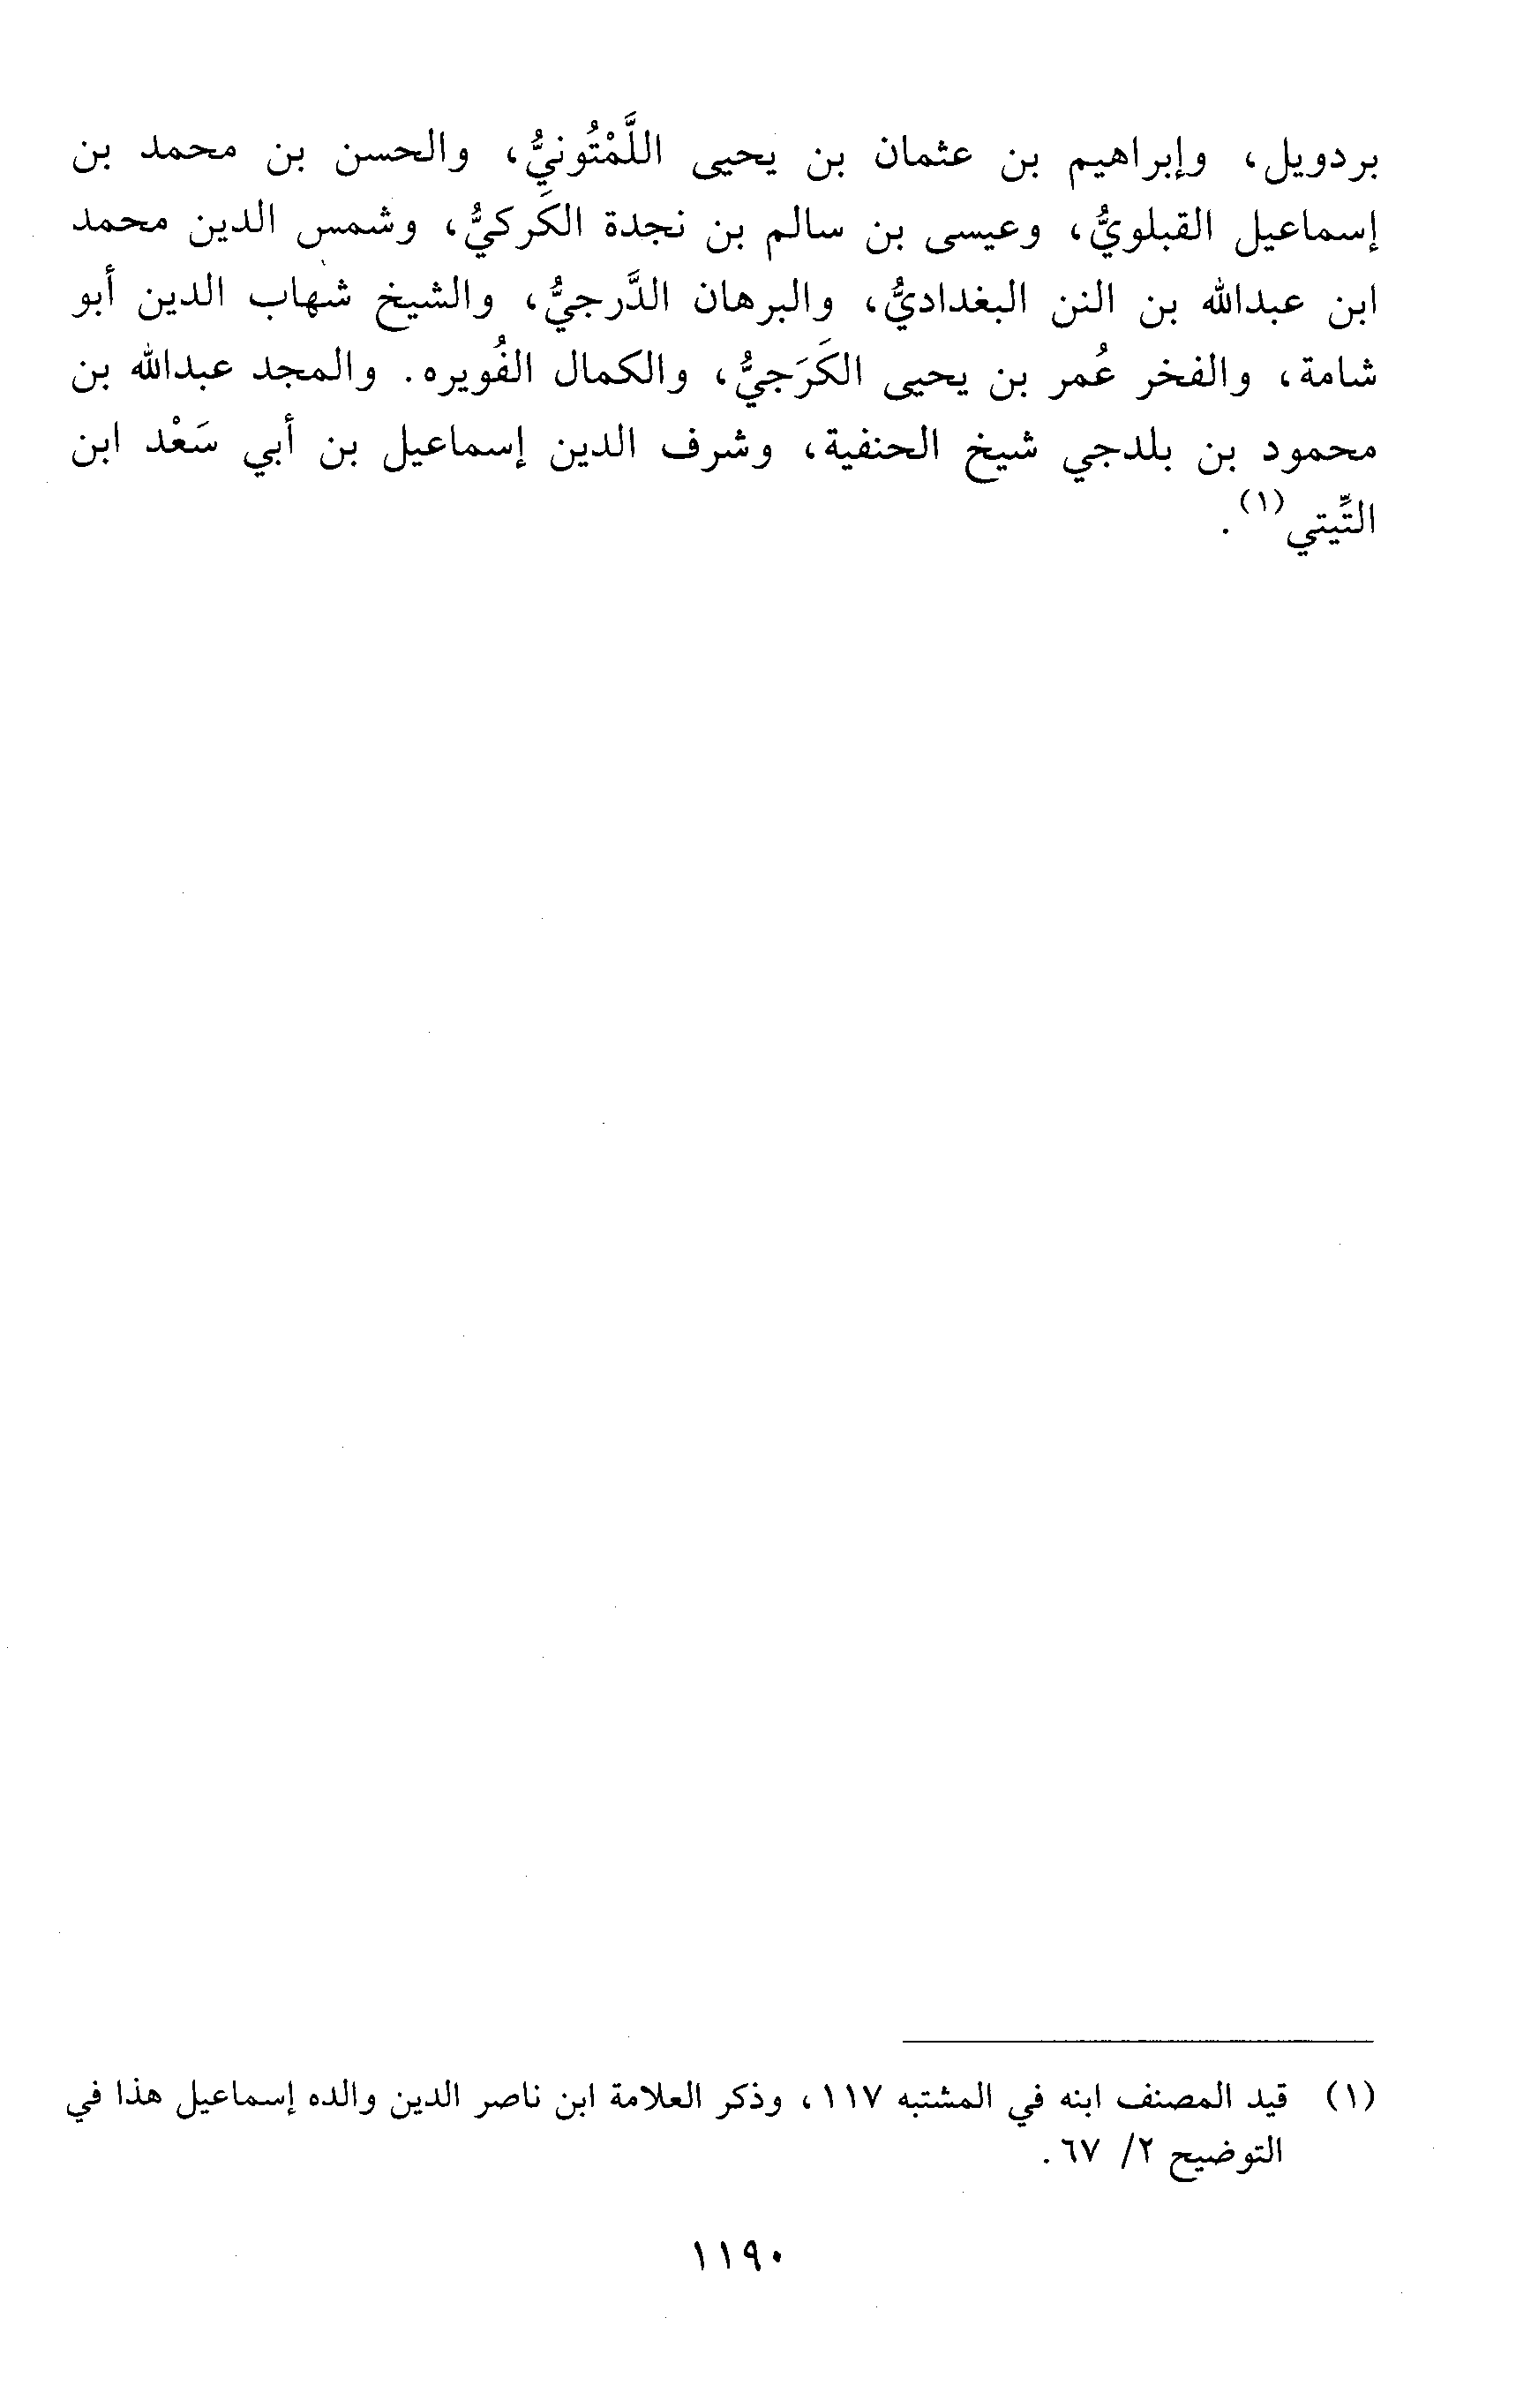 بردويل، وإبراهيم بن عثمان بن يحيى اللَّمْتُونيُّ، والحسن بن محمد بن
إسماعيل القبلويُّ، وعيسى بن سالم بن نجدة الكَركيُّ، وشمس الدين محمد
ابن عبدالله بن النن البغداديُّ، والبرهان الدَّرجيُّ، والشيخ شهاب الدين أبو
شامة، والفخر عُمر بن يحيى الكَرَجيُّ، والكمال الفُويره. والمجد عبدالله بن
محمود بن بلدجي شيخ الحنفية، وشرف الدين إسماعيل بن أبي سَعْد ابن
التِّيتي(١).
(١) قيد المصنف ابنه في المشتبه ١١٧، وذكر العلامة ابن ناصر الدين والده إسماعيل هذا في
التوضيح ٢/ ٦٧.
١١٩٠